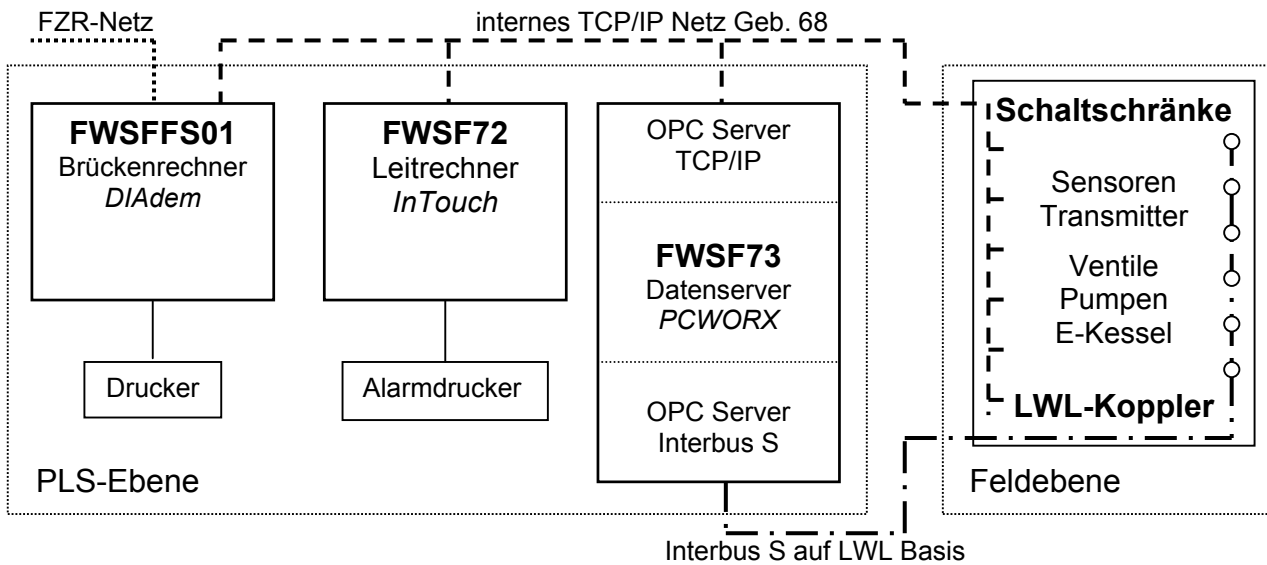 FZR-Netz
internes TCP/IP Netz Geb. 68
FWSFFS01
Brückenrechner
DIAdem
Drucker
FWSF72
Leitrechner
InTouch
Alarmdrucker
OPC Server
TCP/IP
FWSF73
Datenserver
PCWORX
OPC Server
Interbus S
PLS-Ebene
Schaltschränke
Sensoren
Transmitter
Ventile
Pumpen
E-Kessel
LWL-Koppler
Feldebene
Interbus S auf LWL Basis